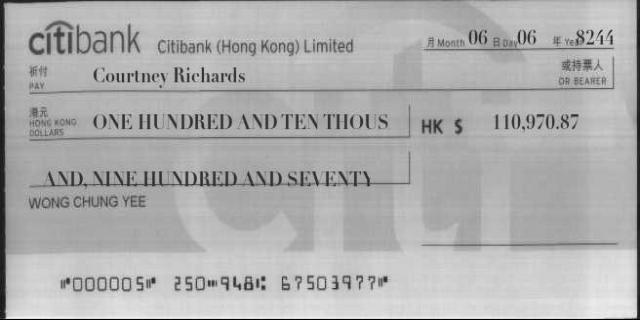 citibank Citibank (Hong Kong) Limited
月 Month 06 日 Day 06 年 Year 8244
祈付
PAY
Courtney Richards
或持票人
OR BEARER
港元
HONG KONG
DOLLARS
ONE HUNDRED AND TEN THOUS
HK $ 110,970.87
AND, NINE HUNDRED AND SEVENTY
WONG CHUNG YEE
⑈000005⑈ 250⑉948⑆ 67503977⑈
citi